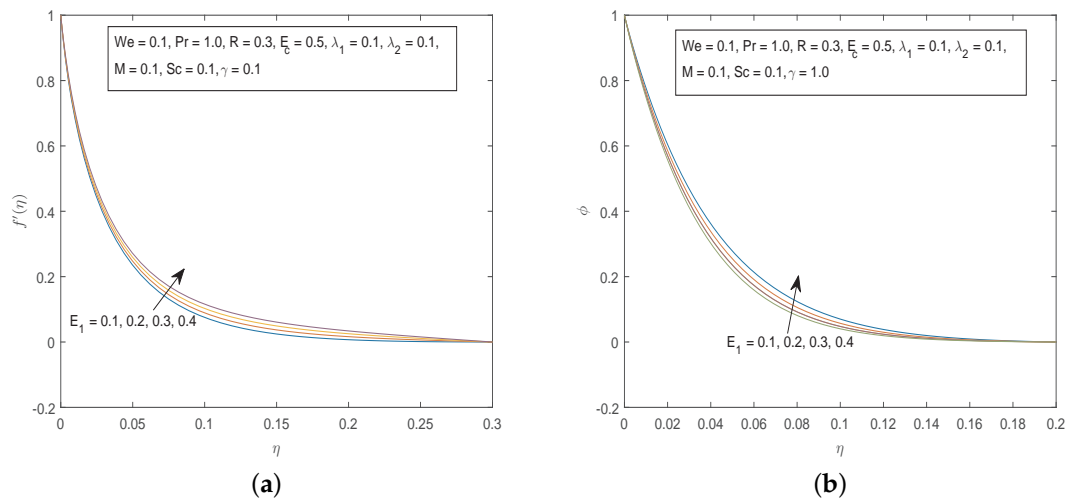 We = 0.1, Pr = 1.0, R = 0.3, E_c = 0.5, λ_1 = 0.1, λ_2 = 0.1,
M = 0.1, Sc = 0.1, γ = 0.1
1
0.8
0.6
0.4
0.2
0
-0.2
f'(η)
E_1 = 0.1, 0.2, 0.3, 0.4
0 0.05 0.1 0.15 0.2 0.25 0.3
η
(a)
We = 0.1, Pr = 1.0, R = 0.3, E_c = 0.5, λ_1 = 0.1, λ_2 = 0.1,
M = 0.1, Sc = 0.1, γ = 1.0
1
0.8
0.6
0.4
0.2
0
-0.2
ϕ
E_1 = 0.1, 0.2, 0.3, 0.4
0 0.02 0.04 0.06 0.08 0.1 0.12 0.14 0.16 0.18 0.2
η
(b)